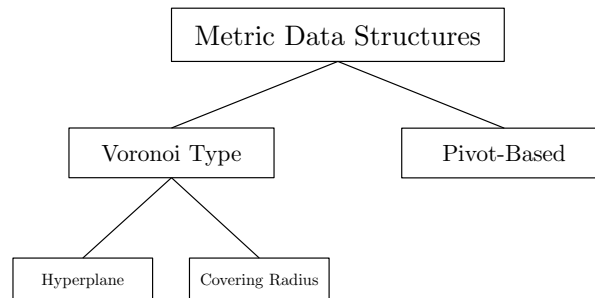 Metric Data Structures
Voronoi Type
Pivot-Based
Hyperplane
Covering Radius